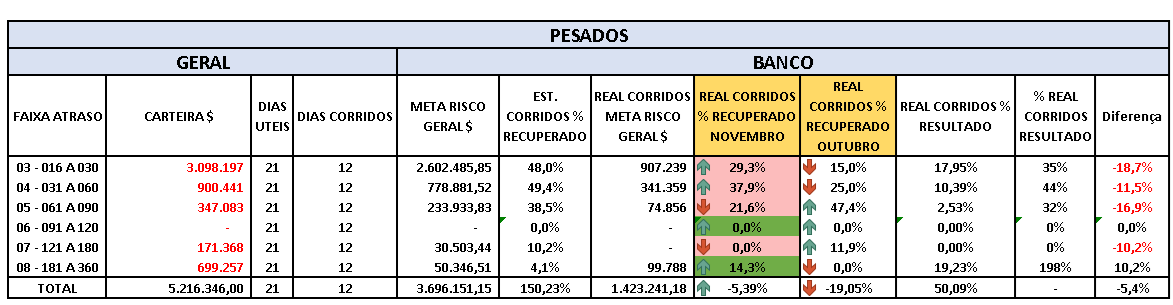 PESADOS
GERAL BANCO
FAIXA ATRASO CARTEIRA $ DIAS UTEIS DIAS CORRIDOS META RISCO GERAL $ EST. CORRIDOS % RECUPERADO REAL CORRIDOS META RISCO GERAL $ REAL CORRIDOS % RECUPERADO NOVEMBRO REAL CORRIDOS % RECUPERADO OUTUBRO REAL CORRIDOS % RESULTADO % REAL CORRIDOS RESULTADO Diferença
03 - 016 A 030 3.098.197 21 12 2.602.485,85 48,0% 907.239 29,3% 15,0% 17,95% 35% -18,7%
04 - 031 A 060 900.441 21 12 778.881,52 49,4% 341.359 37,9% 25,0% 10,39% 44% -11,5%
05 - 061 A 090 347.083 21 12 233.933,83 38,5% 74.856 21,6% 47,4% 2,53% 32% -16,9%
06 - 091 A 120 - 21 12 - 0,0% - 0,0% 0,0% 0,00% 0% 0,0%
07 - 121 A 180 171.368 21 12 30.503,44 10,2% - 0,0% 11,9% 0,00% 0% -10,2%
08 - 181 A 360 699.257 21 12 50.346,51 4,1% 99.788 14,3% 0,0% 19,23% 198% 10,2%
TOTAL 5.216.346,00 21 12 3.696.151,15 150,23% 1.423.241,18 -5,39% -19,05% 50,09% - -5,4%